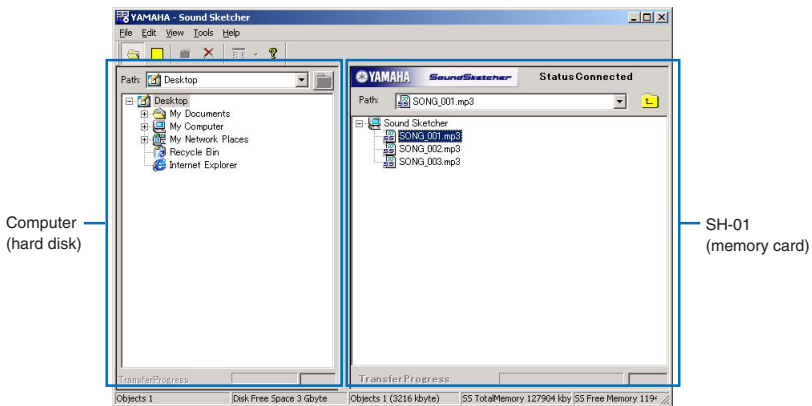 YAMAHA - Sound Sketcher
File Edit View Tools Help
Path: Desktop
Desktop
My Documents
My Computer
My Network Places
Recycle Bin
Internet Explorer
TransferProgress
Objects 1
Disk Free Space 3 Gbyte
YAMAHA SoundSketcher Status Connected
Path: SONG_001.mp3
Sound Sketcher
SONG_001.mp3
SONG_002.mp3
SONG_003.mp3
TransferProgress
Objects 1 (3216 kbyte)
SS TotalMemory 127904 kby
SS Free Memory 119
Computer
(hard disk)
SH-01
(memory card)